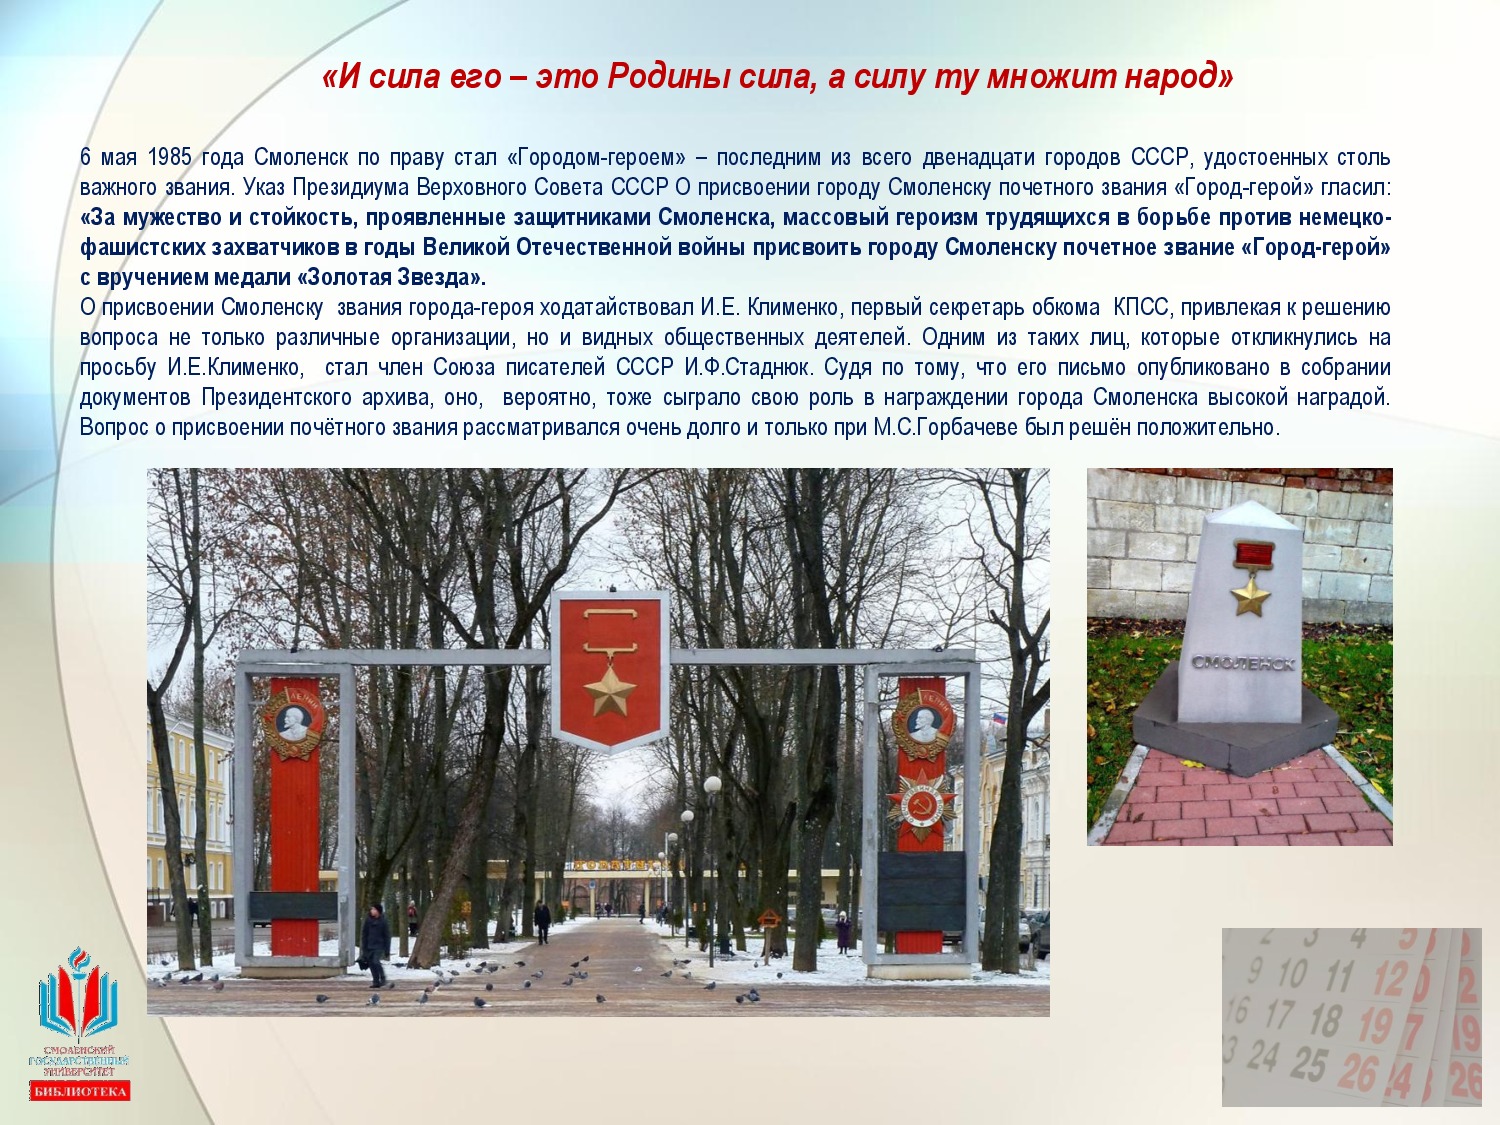 «И сила его – это Родины сила, а силу ту множит народ»
6 мая 1985 года Смоленск по праву стал «Городом-героем» – последним из всего двенадцати городов СССР, удостоенных столь
важного звания. Указ Президиума Верховного Совета СССР О присвоении городу Смоленску почетного звания «Город-герой» гласил:
«За мужество и стойкость, проявленные защитниками Смоленска, массовый героизм трудящихся в борьбе против немецко-
фашистских захватчиков в годы Великой Отечественной войны присвоить городу Смоленску почетное звание «Город-герой»
с вручением медали «Золотая Звезда».
О присвоении Смоленску звания города-героя ходатайствовал И.Е. Клименко, первый секретарь обкома КПСС, привлекая к решению
вопроса не только различные организации, но и видных общественных деятелей. Одним из таких лиц, которые откликнулись на
просьбу И.Е.Клименко, стал член Союза писателей СССР И.Ф.Стаднюк. Судя по тому, что его письмо опубликовано в собрании
документов Президентского архива, оно, вероятно, тоже сыграло свою роль в награждении города Смоленска высокой наградой.
Вопрос о присвоении почётного звания рассматривался очень долго и только при М.С.Горбачеве был решён положительно.
ЛЕНИН
ЛЕНИН
СМОЛЕНСК
СМОЛЕНСКИЙ
ГОСУДАРСТВЕННЫЙ
УНИВЕРСИТЕТ
БИБЛИОТЕКА
2 3 4 5
9 10 11 12
16 17 18 19
24 25 26